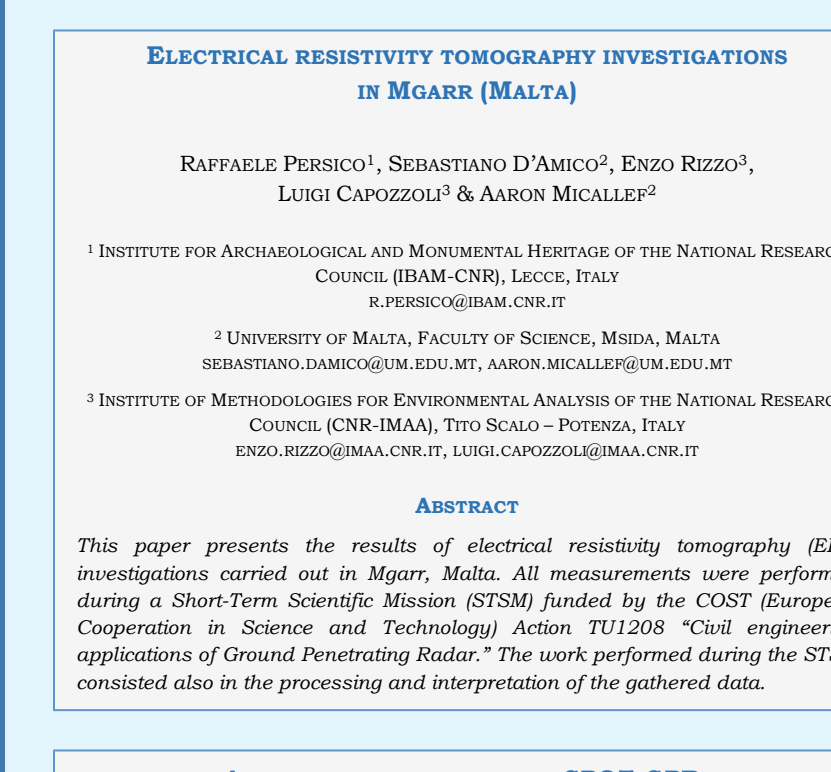 ELECTRICAL RESISTIVITY TOMOGRAPHY INVESTIGATIONS
IN MGARR (MALTA)
RAFFAELE PERSICO1, SEBASTIANO D'AMICO2, ENZO RIZZO3,
LUIGI CAPOZZOLI3 & AARON MICALLEF2
1 INSTITUTE FOR ARCHAEOLOGICAL AND MONUMENTAL HERITAGE OF THE NATIONAL
COUNCIL (IBAM-CNR), LECCE, ITALY
R.PERSICO@IBAM.CNR.IT
2 UNIVERSITY OF MALTA, FACULTY OF SCIENCE, MSIDA, MALTA
SEBASTIANO.DAMICO@UM.EDU.MT, AARON.MICALLEF@UM.EDU.MT
3 INSTITUTE OF METHODOLOGIES FOR ENVIRONMENTAL ANALYSIS OF THE NATIONAL
COUNCIL (CNR-IMAA), TITO SCALO – POTENZA, ITALY
ENZO.RIZZO@IMAA.CNR.IT, LUIGI.CAPOZZOLI@IMAA.CNR.IT
ABSTRACT
This paper presents the results of electrical resistivity tomography
investigations carried out in Mgarr, Malta. All measurements were
during a Short-Term Scientific Mission (STSM) funded by the COST
Cooperation in Science and Technology) Action TU1208 “Civil
applications of Ground Penetrating Radar.” The work performed during the
consisted also in the processing and interpretation of the gathered data.